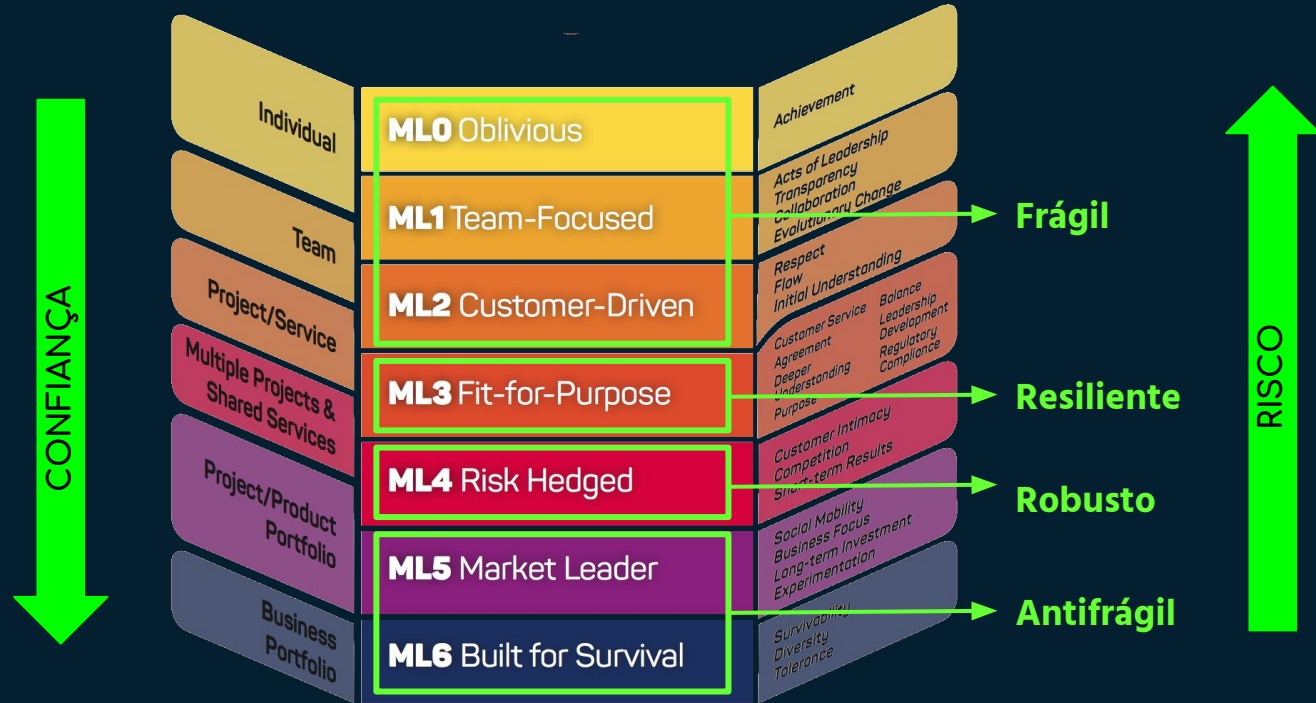 CONFIANÇA
Individual
Team
Project/Service
Multiple Projects &
Shared Services
Project/Product
Portfolio
Business
Portfolio
ML0 Oblivious
ML1 Team-Focused
ML2 Customer-Driven
ML3 Fit-for-Purpose
ML4 Risk Hedged
ML5 Market Leader
ML6 Built for Survival
Achievement
Acts of Leadership
Transparency
Collaboration
Evolutionary Change
Respect
Flow
Initial Understanding
Customer Service
Agreement
Deeper
Understanding
Purpose
Balance
Leadership
Development
Regulatory
Compliance
Customer Intimacy
Competition
Short-term Results
Social Mobility
Business Focus
Long-term Investment
Experimentation
Survivability
Diversity
Tolerance
Frágil
Resiliente
Robusto
Antifrágil
RISCO